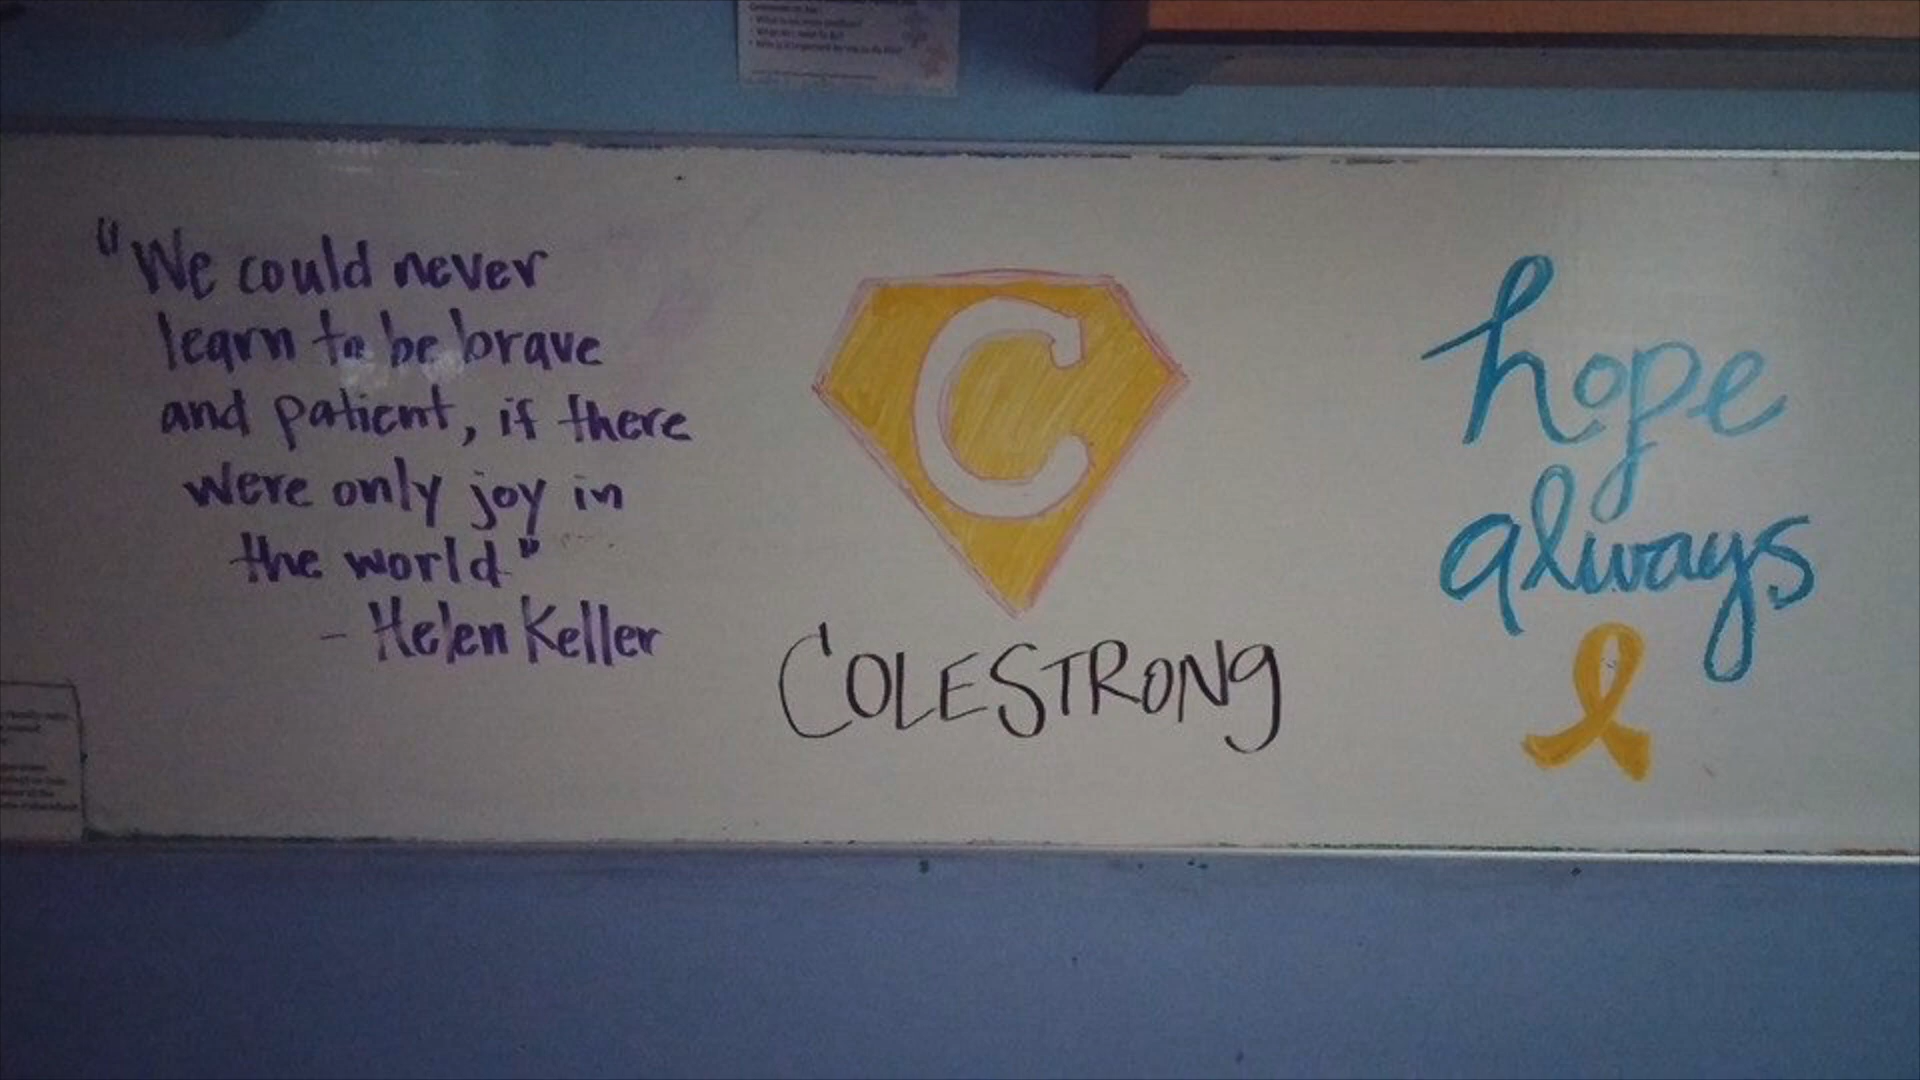 "We could never
learn to be brave
and patient, if there
were only joy in
the world"
- Helen Keller
C
COLESTRONG
hope
always